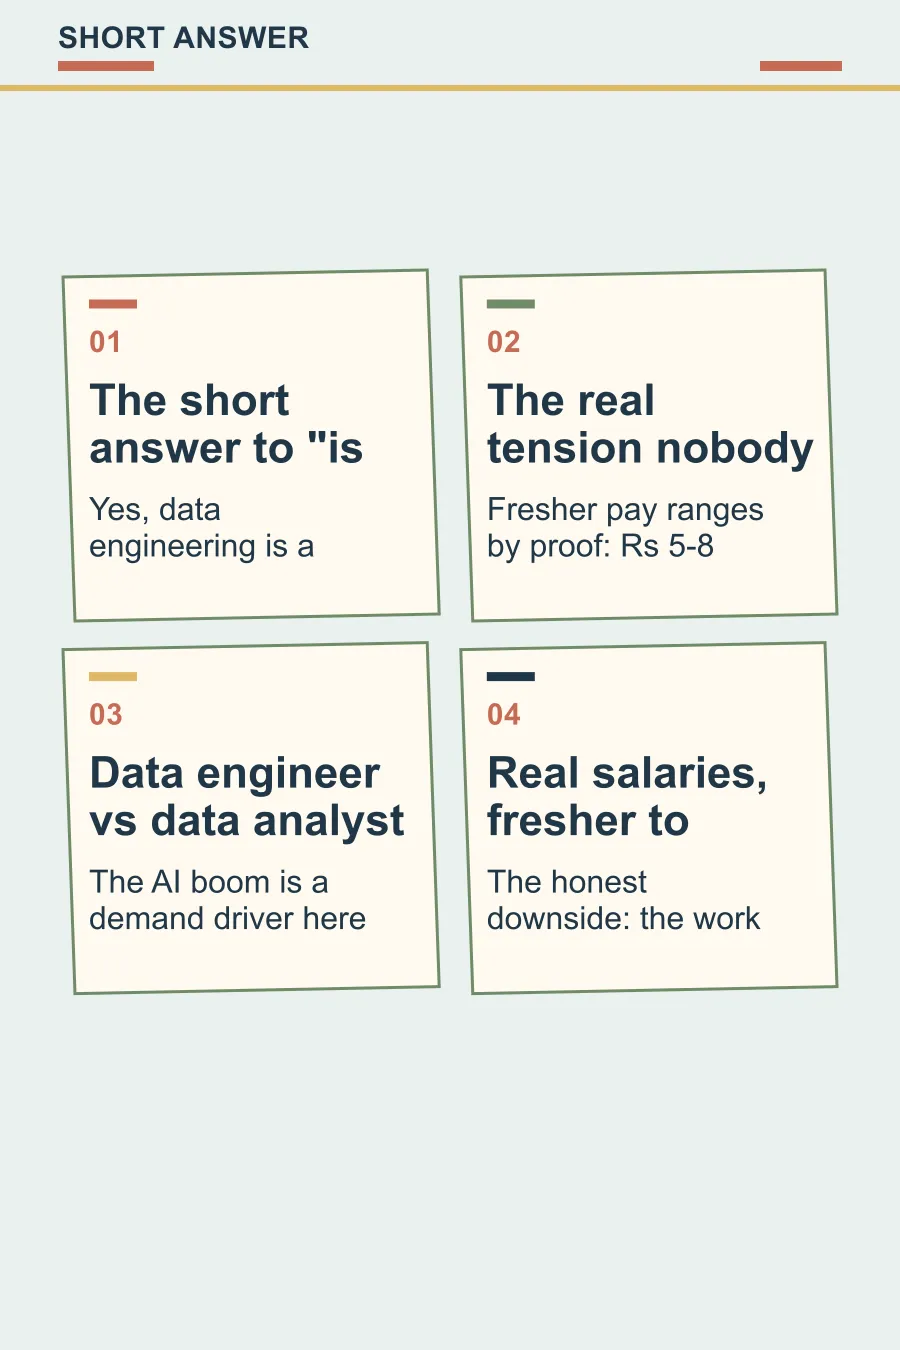 SHORT ANSWER
01
The short
answer to "is
Yes, data
engineering is a
02
The real
tension nobody
Fresher pay ranges
by proof: Rs 5-8
03
Data engineer
vs data analyst
The AI boom is a
demand driver here
04
Real salaries,
fresher to
The honest
downside: the work